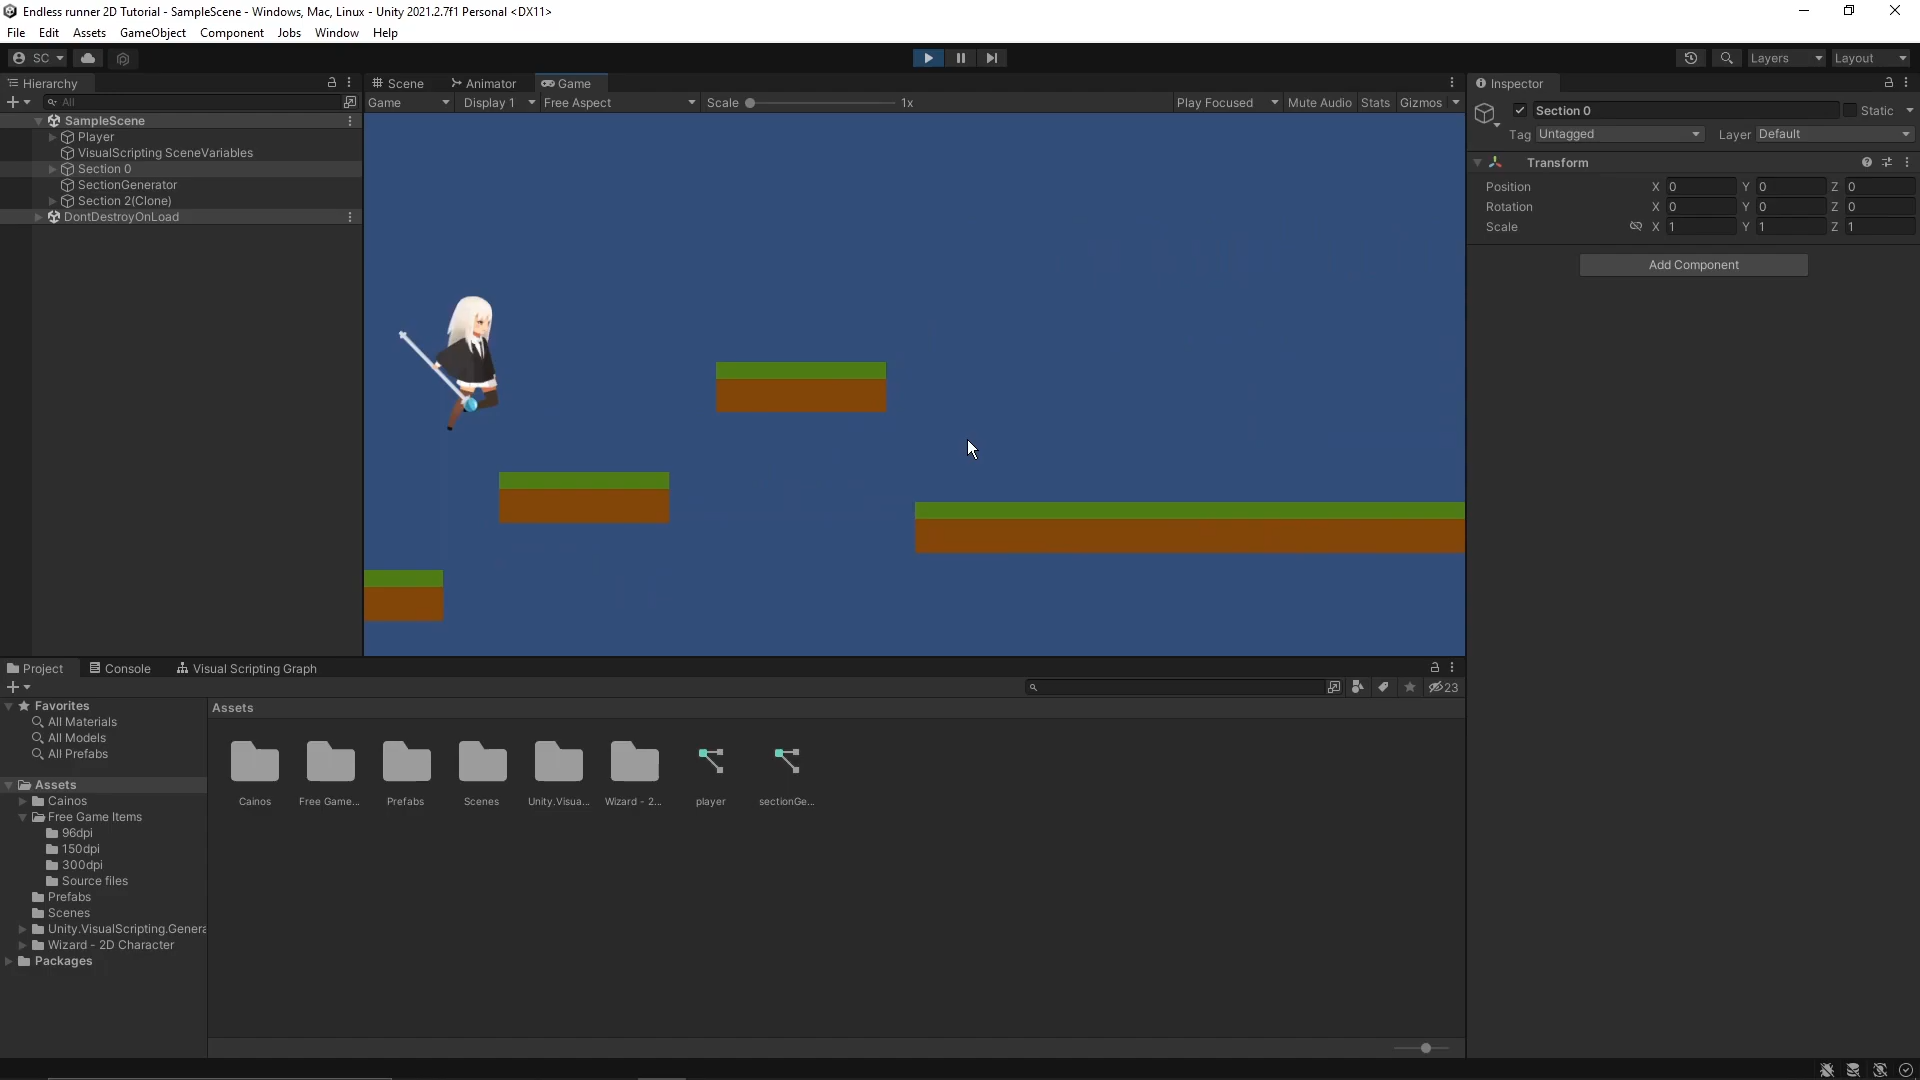 Endless runner 2D Tutorial - SampleScene - Windows, Mac, Linux - Unity 2021.2.7f1 Personal <DX11>
File Edit Assets GameObject Component Jobs Window Help
SC Layers Layout
Hierarchy
All
SampleScene
Player
VisualScripting SceneVariables
Section 0
SectionGenerator
Section 2(Clone)
DontDestroyOnLoad
Scene Animator Game
Game Display 1 Free Aspect Scale 1x Play Focused Mute Audio Stats Gizmos
Inspector
Section 0 Static
Tag Untagged Layer Default
Transform
Position X 0 Y 0 Z 0
Rotation X 0 Y 0 Z 0
Scale X 1 Y 1 Z 1
Add Component
Project Console Visual Scripting Graph
23
Favorites
All Materials
All Models
All Prefabs
Assets
Cainos
Free Game Items
96dpi
150dpi
300dpi
Source files
Prefabs
Scenes
Unity.VisualScripting.Genera
Wizard - 2D Character
Packages
Assets
Cainos Free Game... Prefabs Scenes Unity.Visua... Wizard - 2... player sectionGe...